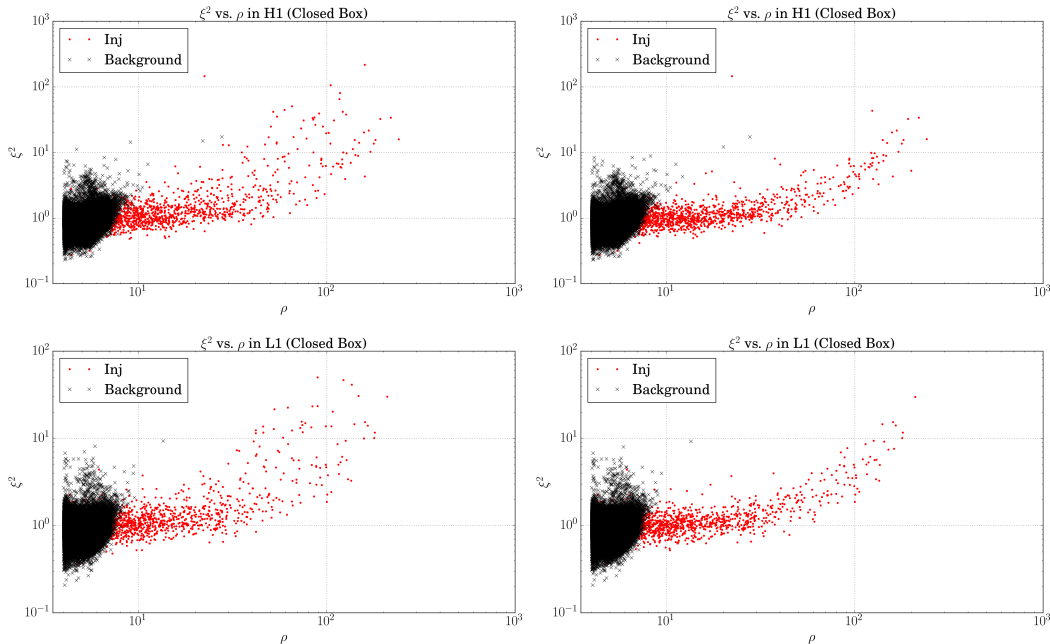 ξ² vs. ρ in H1 (Closed Box)
10³
10²
10¹
10⁰
10⁻¹
ξ²
Inj
Background
10¹
10²
10³
ρ
ξ² vs. ρ in H1 (Closed Box)
10³
10²
10¹
10⁰
10⁻¹
ξ²
Inj
Background
10¹
10²
10³
ρ
ξ² vs. ρ in L1 (Closed Box)
10²
10¹
10⁰
10⁻¹
ξ²
Inj
Background
10¹
10²
10³
ρ
ξ² vs. ρ in L1 (Closed Box)
10²
10¹
10⁰
10⁻¹
ξ²
Inj
Background
10¹
10²
10³
ρ